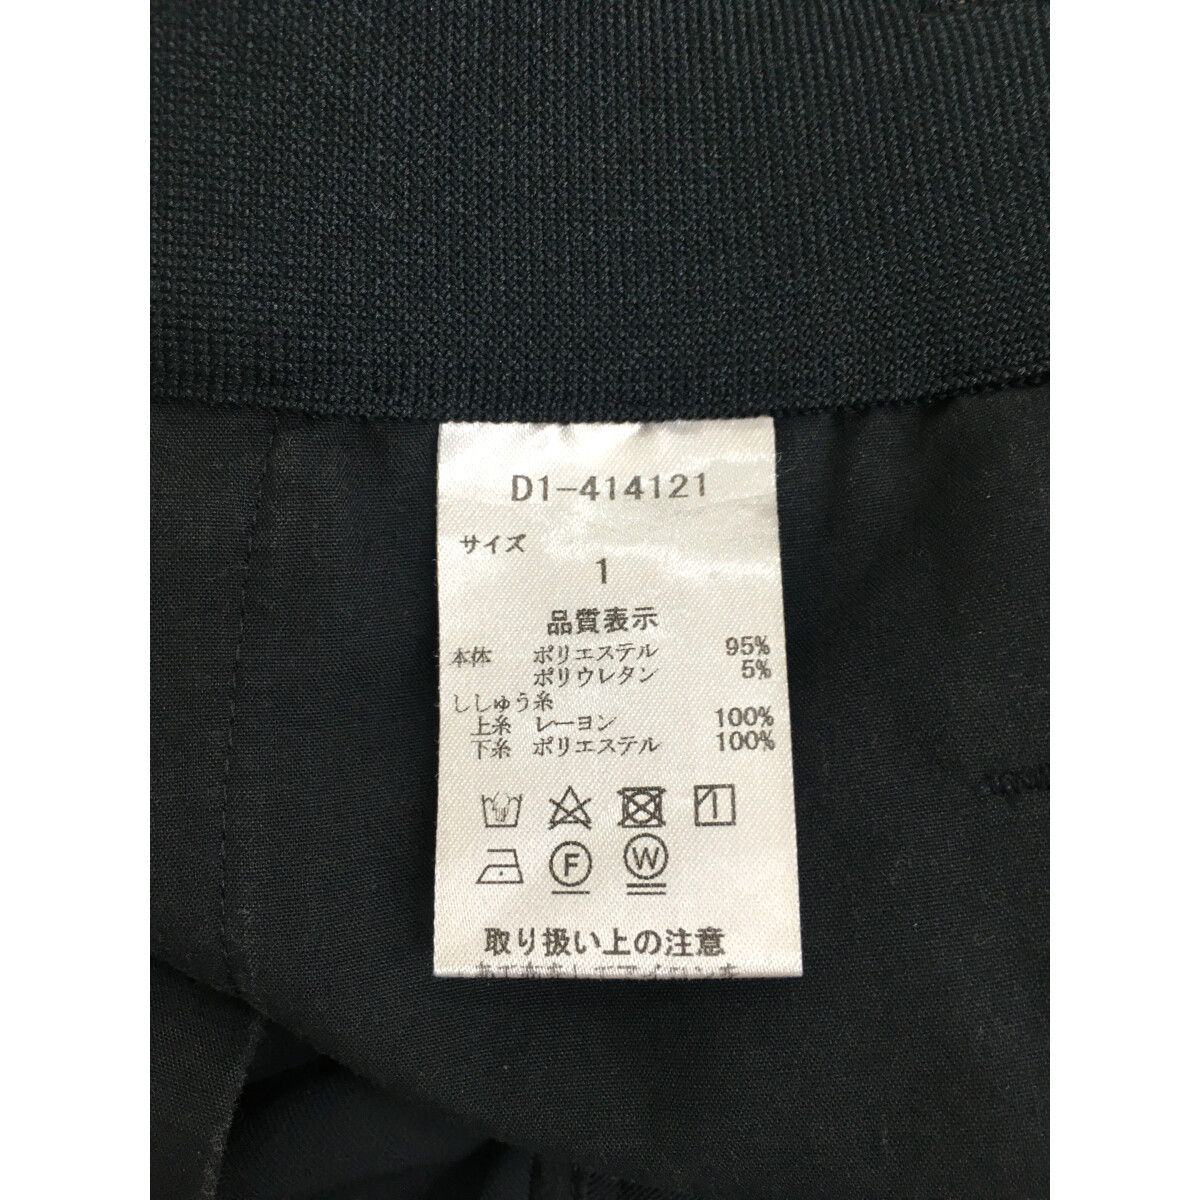 D1-414121
サイズ
1
品質表示
本体 ポリエステル 95%
ポリウレタン 5%
ししゅう糸
上糸 レーヨン 100%
下糸 ポリエステル 100%
F W
取り扱い上の注意